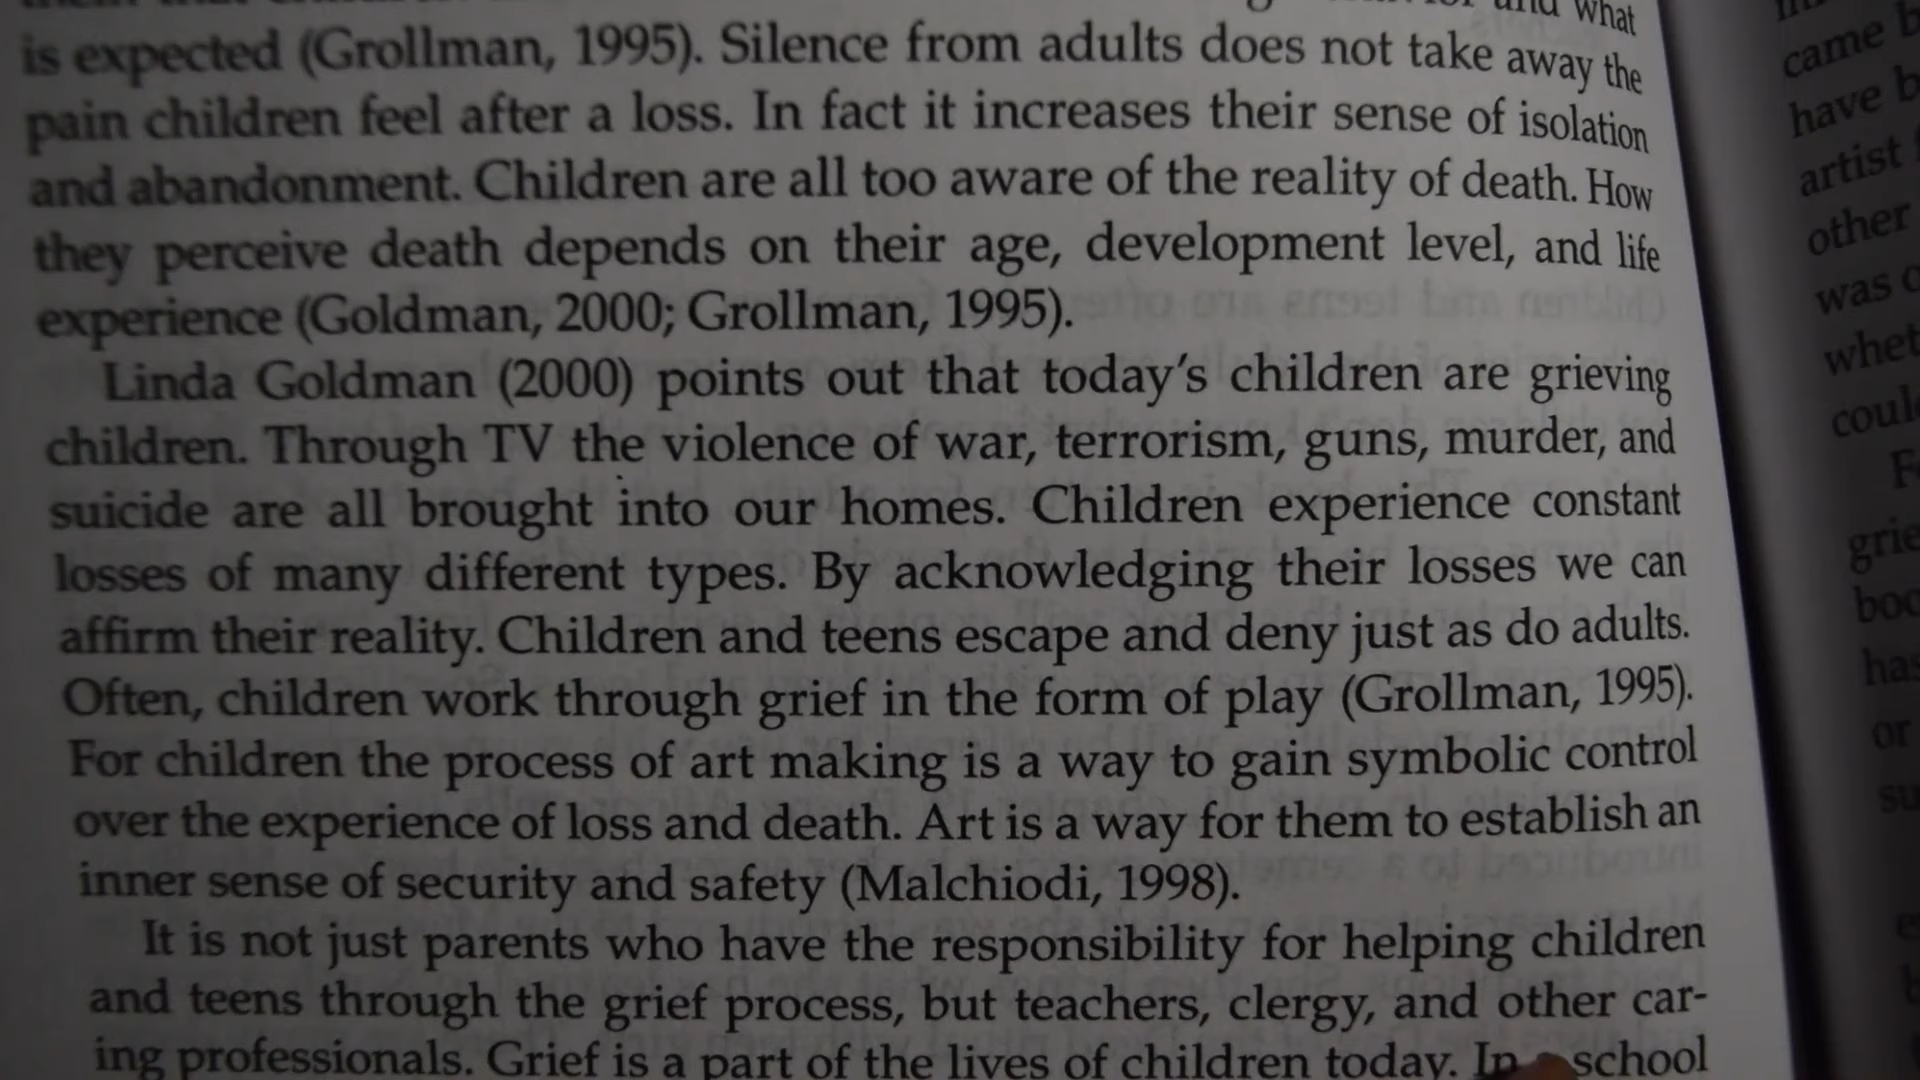 and what
is expected (Grollman, 1995). Silence from adults does not take away the
pain children feel after a loss. In fact it increases their sense of isolation
and abandonment. Children are all too aware of the reality of death. How
they perceive death depends on their age, development level, and life
experience (Goldman, 2000; Grollman, 1995).
Linda Goldman (2000) points out that today's children are grieving
children. Through TV the violence of war, terrorism, guns, murder, and
suicide are all brought into our homes. Children experience constant
losses of many different types. By acknowledging their losses we can
affirm their reality. Children and teens escape and deny just as do adults.
Often, children work through grief in the form of play (Grollman, 1995).
For children the process of art making is a way to gain symbolic control
over the experience of loss and death. Art is a way for them to establish an
inner sense of security and safety (Malchiodi, 1998).
It is not just parents who have the responsibility for helping children
and teens through the grief process, but teachers, clergy, and other car-
ing professionals. Grief is a part of the lives of children today. In school
came
have
artist
other
was
or